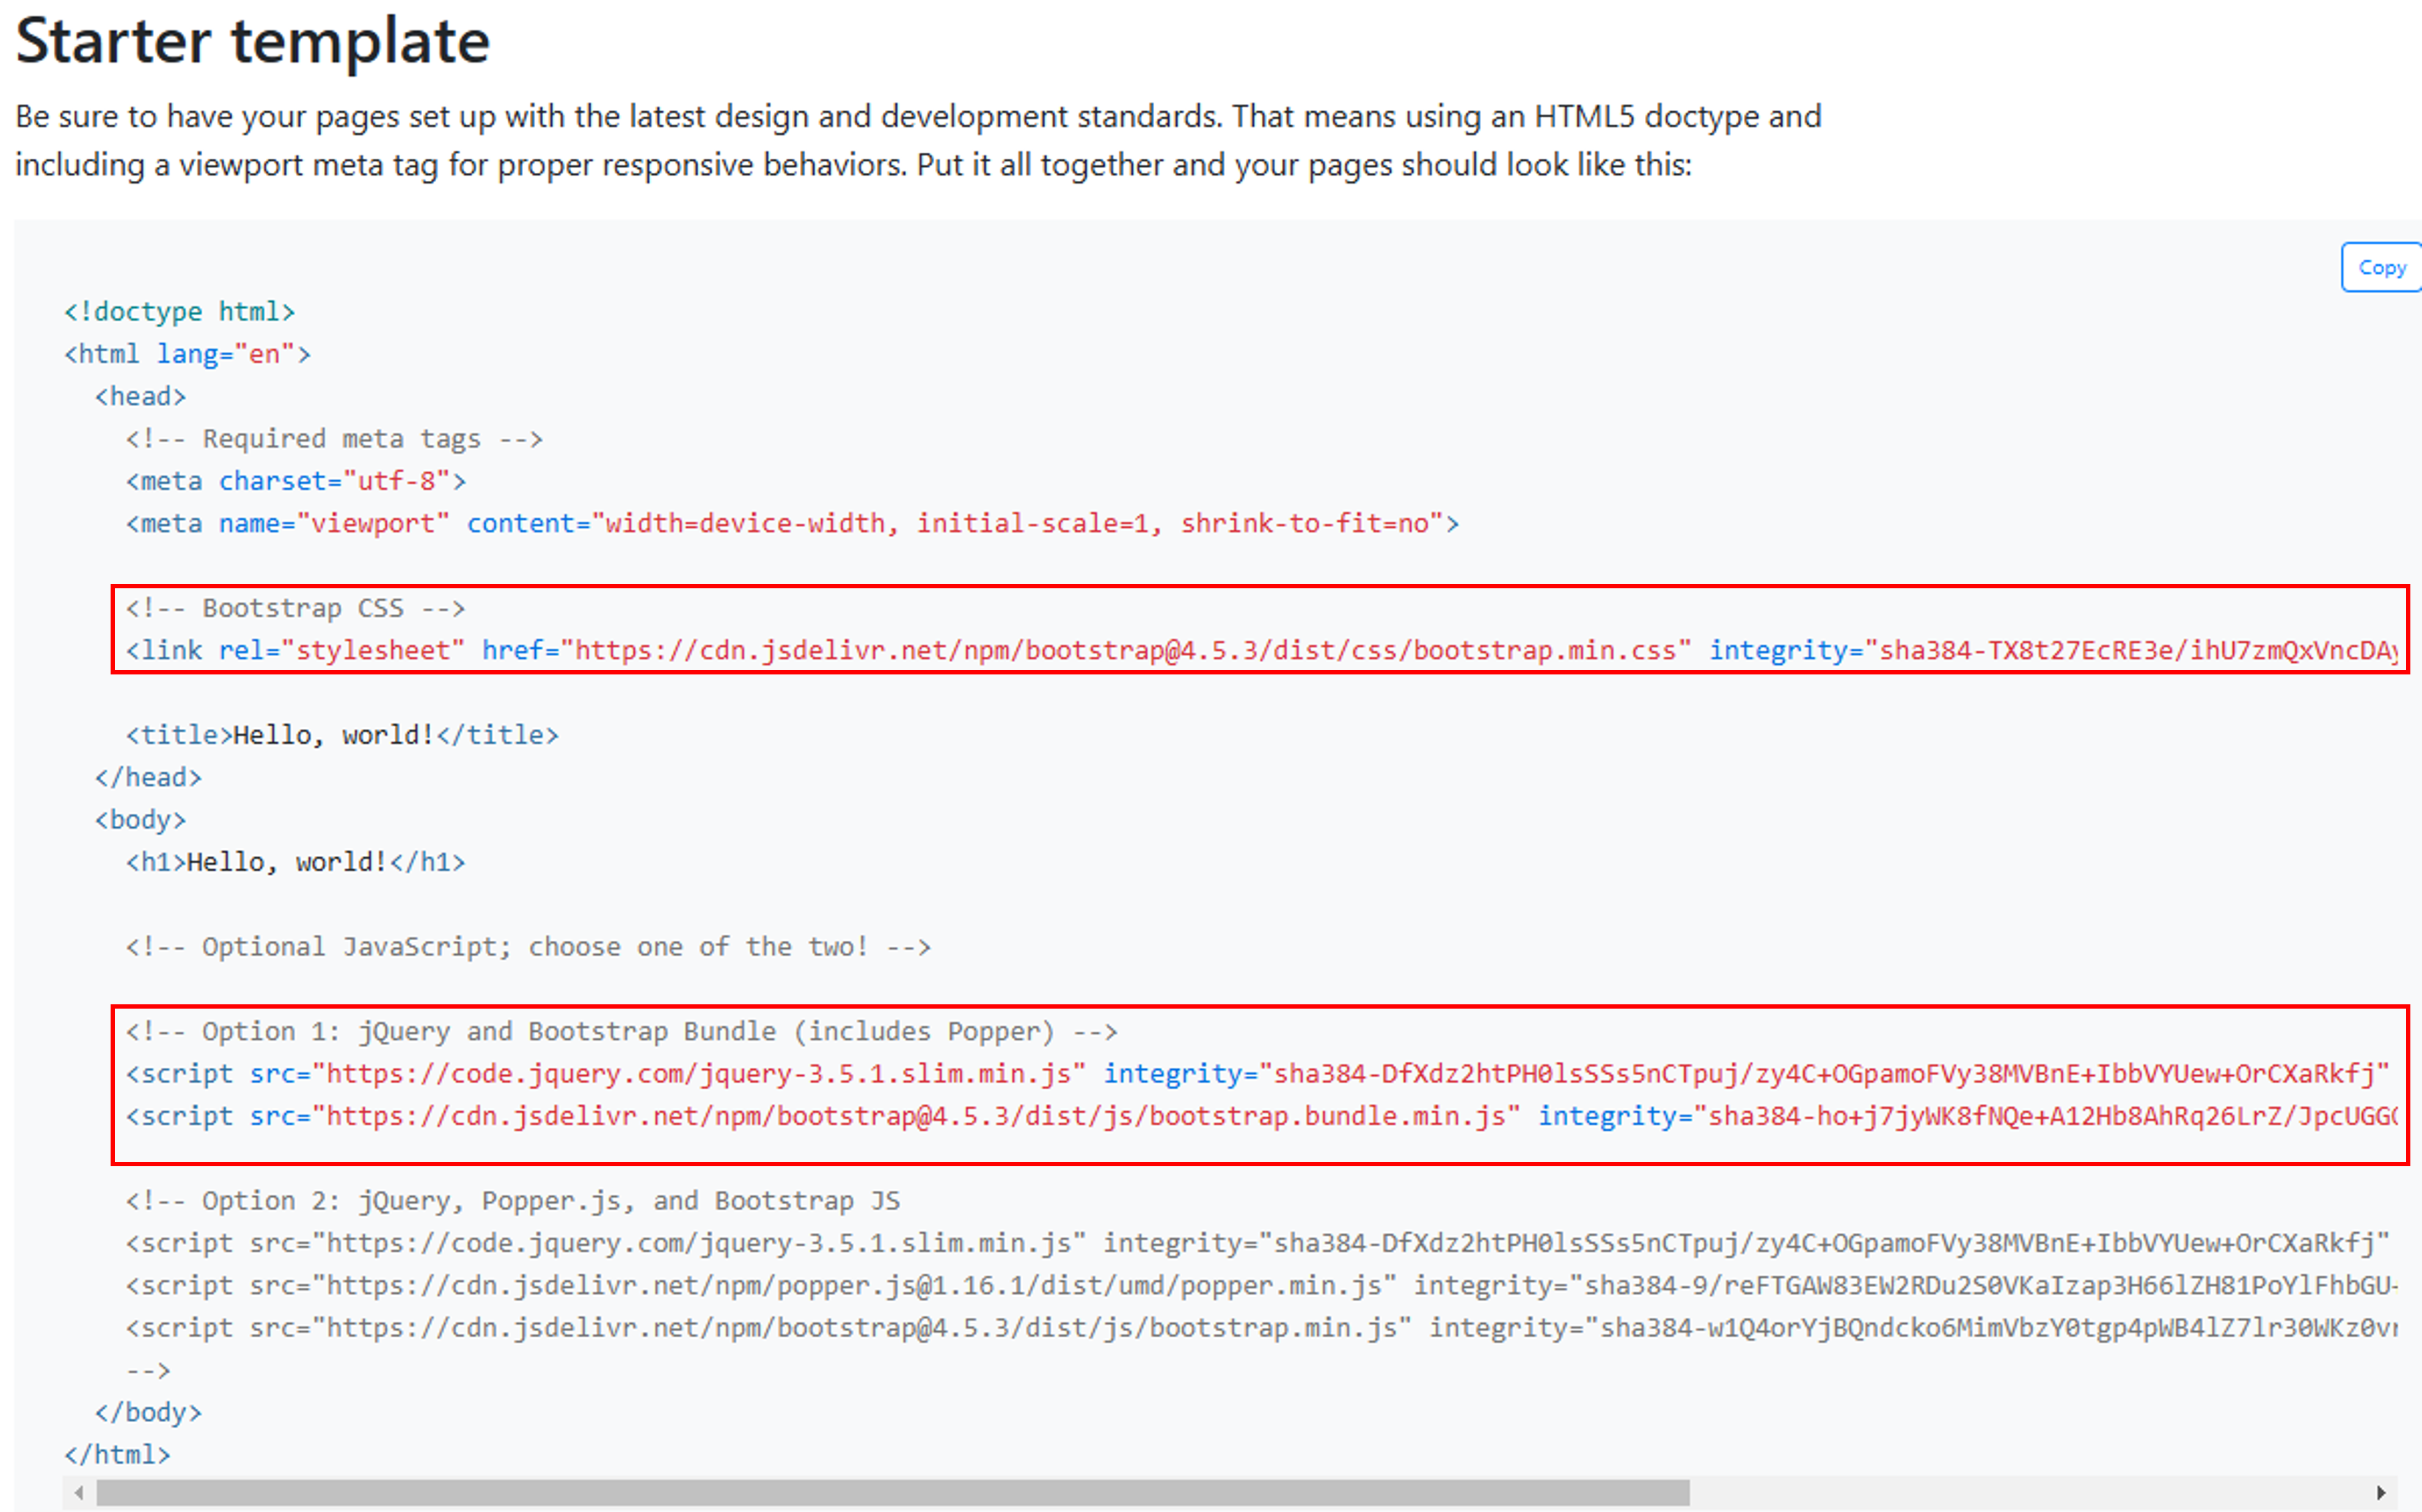 Starter template
Be sure to have your pages set up with the latest design and development standards. That means using an HTML5 doctype and
including a viewport meta tag for proper responsive behaviors. Put it all together and your pages should look like this:
Copy
<!doctype html>
<html lang="en">
<head>
<!-- Required meta tags -->
<meta charset="utf-8">
<meta name="viewport" content="width=device-width, initial-scale=1, shrink-to-fit=no">
<!-- Bootstrap CSS -->
<link rel="stylesheet" href="https://cdn.jsdelivr.net/npm/bootstrap@4.5.3/dist/css/bootstrap.min.css" integrity="sha384-TX8t27EcRE3e/ihU7zmQxVncDAy
<title>Hello, world!</title>
</head>
<body>
<h1>Hello, world!</h1>
<!-- Optional JavaScript; choose one of the two! -->
<!-- Option 1: jQuery and Bootstrap Bundle (includes Popper) -->
<script src="https://code.jquery.com/jquery-3.5.1.slim.min.js" integrity="sha384-DfXdz2htPH0lsSSs5nCTpuj/zy4C+OGpamoFVy38MVBnE+IbbVYUew+OrCXaRkfj"
<script src="https://cdn.jsdelivr.net/npm/bootstrap@4.5.3/dist/js/bootstrap.bundle.min.js" integrity="sha384-ho+j7jyWK8fNQe+A12Hb8AhRq26LrZ/JpcUGG
<!-- Option 2: jQuery, Popper.js, and Bootstrap JS
<script src="https://code.jquery.com/jquery-3.5.1.slim.min.js" integrity="sha384-DfXdz2htPH0lsSSs5nCTpuj/zy4C+OGpamoFVy38MVBnE+IbbVYUew+OrCXaRkfj"
<script src="https://cdn.jsdelivr.net/npm/popper.js@1.16.1/dist/umd/popper.min.js" integrity="sha384-9/reFTGAW83EW2RDu2S0VKaIzap3H66lZH81PoYlFhbGU+
<script src="https://cdn.jsdelivr.net/npm/bootstrap@4.5.3/dist/js/bootstrap.min.js" integrity="sha384-w1Q4orYjBQndcko6MimVbzY0tgp4pWB4lZ7lr30WKz0vr
-->
</body>
</html>